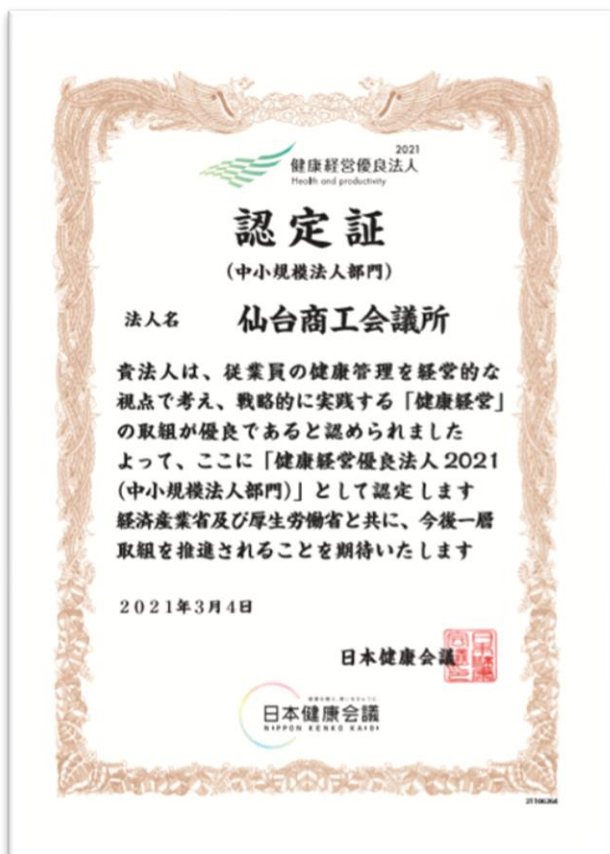 2021
健康経営優良法人
Health and productivity
認定証
(中小規模法人部門)
法人名 仙台商工会議所
貴法人は、従業員の健康管理を経営的な
視点で考え、戦略的に実践する「健康経営」
の取組が優良であると認められました
よって、ここに「健康経営優良法人2021
(中小規模法人部門)」として認定します
経済産業省及び厚生労働省と共に、今後一層
取組を推進されることを期待いたします
2021年3月4日
日本健康会議
日本健康会議
NIPPON KENKO KAIGI